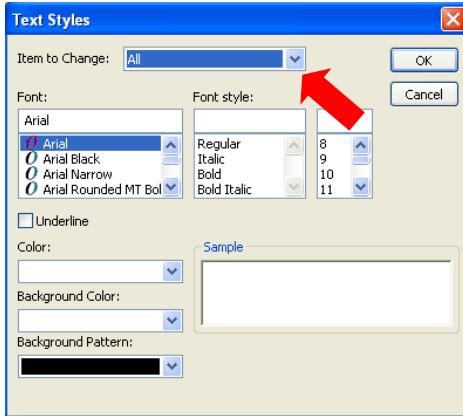 Text Styles
Item to Change: All
OK
Cancel
Font: Font style:
Arial
Arial Regular 8
Arial Black Italic 9
Arial Narrow Bold 10
Arial Rounded MT Bol Bold Italic 11
Underline
Color: Sample
Background Color:
Background Pattern: